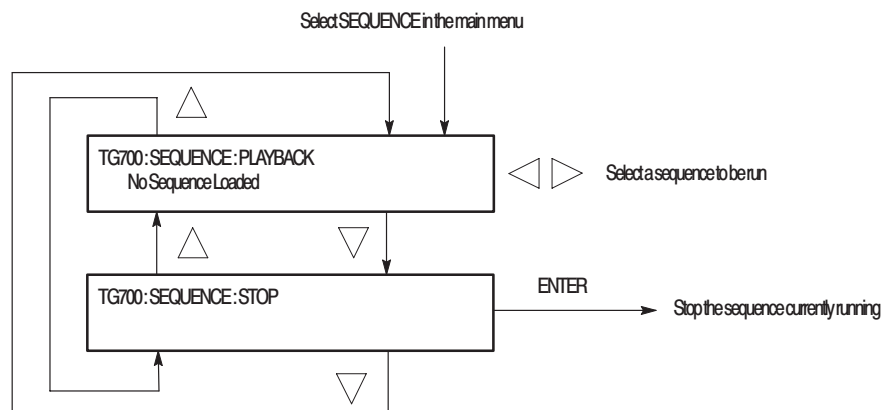 Select SEQUENCE in the main menu
TG700 : SEQUENCE : PLAYBACK
No Sequence Loaded
Select a sequence to be run
TG700 : SEQUENCE : STOP
ENTER
Stop the sequence currently running